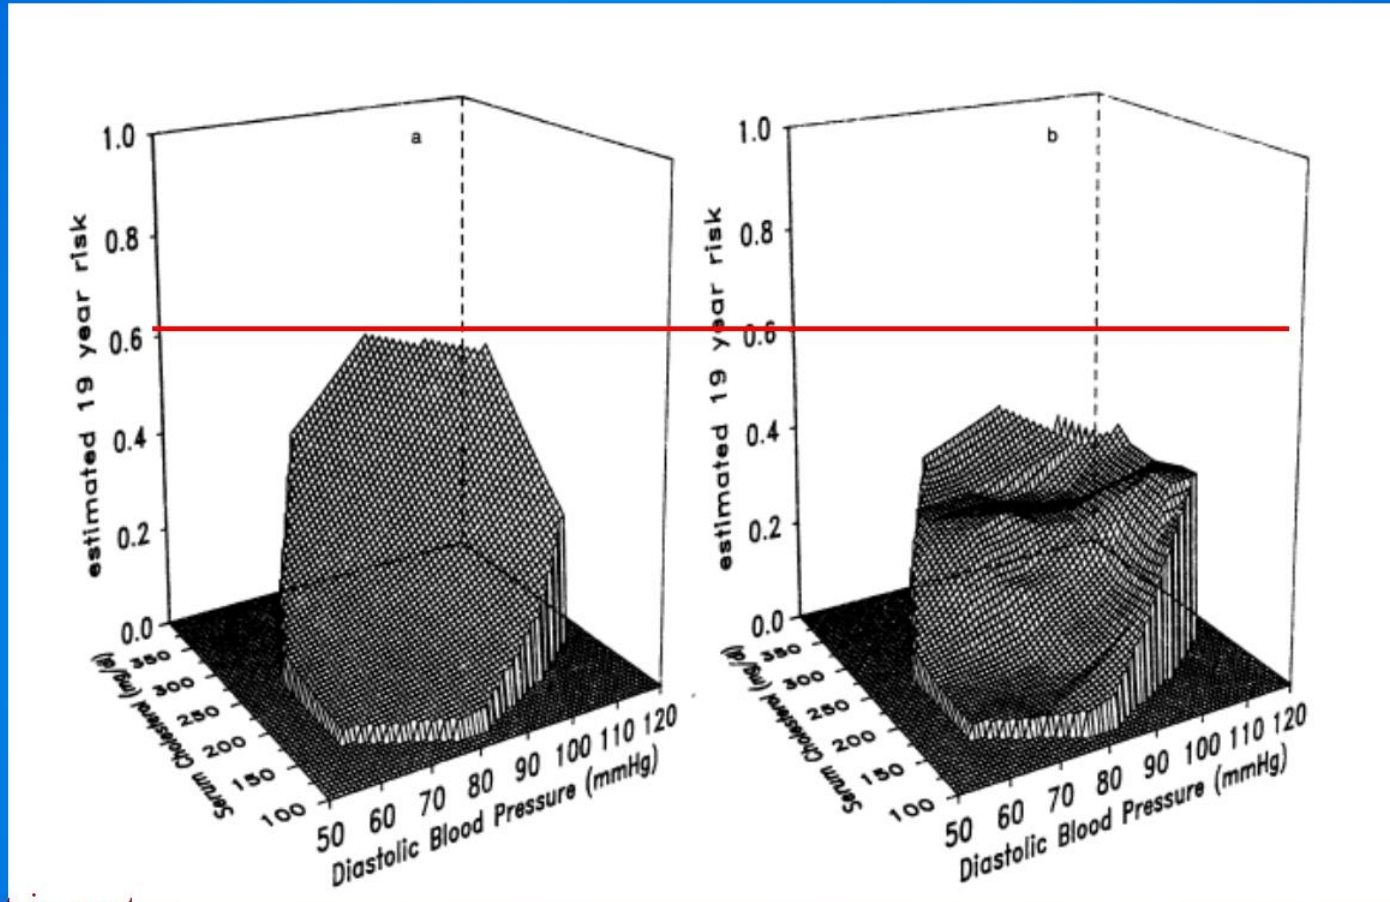 a
1.0
0.8
0.6
0.4
0.2
0.0
estimated 19 year risk
350
300
250
200
150
100
Serum Cholesterol (mg/dl)
50 60 70 80 90 100 110 120
Diastolic Blood Pressure (mmHg)
b
1.0
0.8
0.6
0.4
0.2
0.0
estimated 19 year risk
350
300
250
200
150
100
Serum Cholesterol (mg/dl)
50 60 70 80 90 100 110 120
Diastolic Blood Pressure (mmHg)